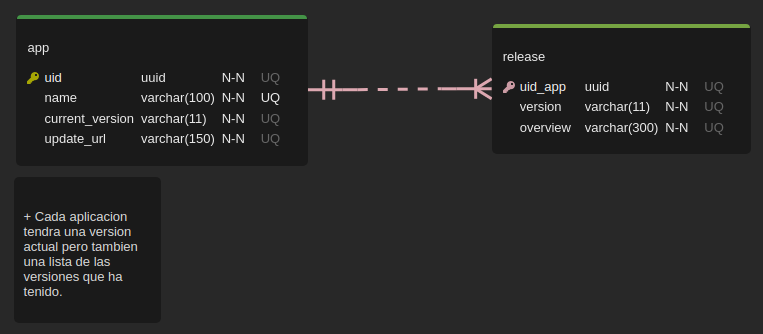 app
uid uuid N-N UQ
name varchar(100) N-N UQ
current_version varchar(11) N-N UQ
update_url varchar(150) N-N UQ
release
uid_app uuid N-N UQ
version varchar(11) N-N UQ
overview varchar(300) N-N UQ
+ Cada aplicacion
tendra una version
actual pero tambien
una lista de las
versiones que ha
tenido.